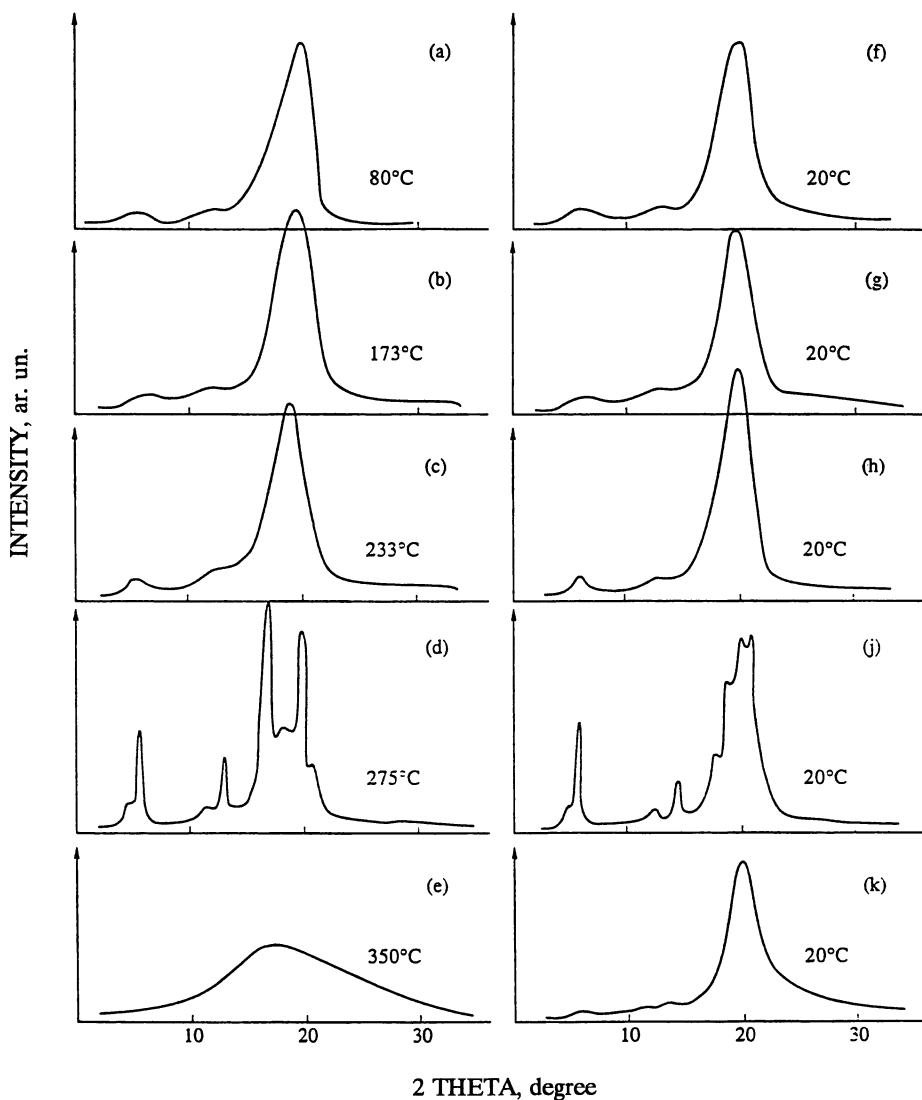 (a)
80°C
(f)
20°C
(b)
173°C
(g)
20°C
(c)
233°C
(h)
20°C
(d)
275°C
(j)
20°C
(e)
350°C
(k)
20°C
10 20 30
10 20 30
INTENSITY, ar. un.
2 THETA, degree